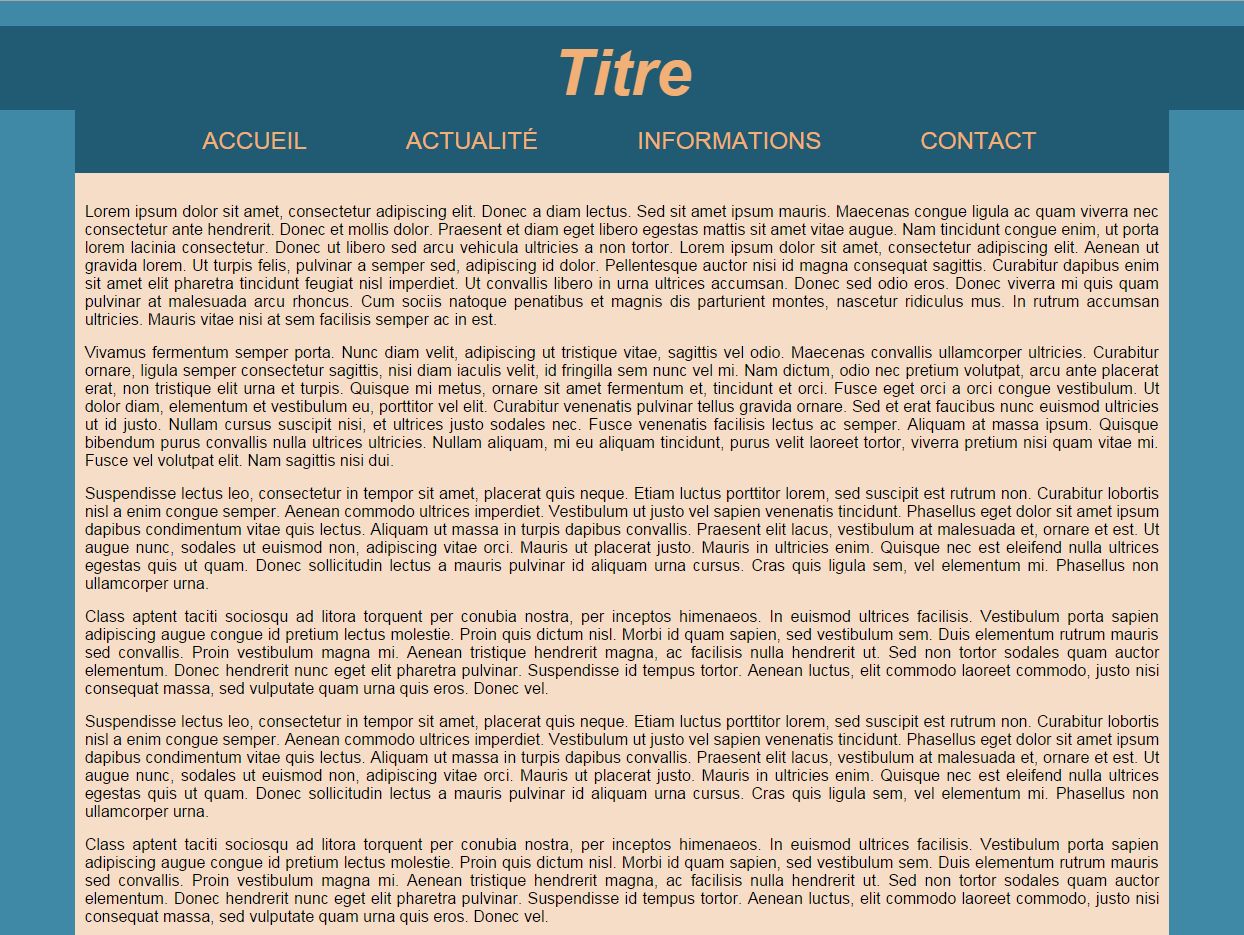 Titre
ACCUEIL ACTUALITÉ INFORMATIONS CONTACT
Lorem ipsum dolor sit amet, consectetur adipiscing elit. Donec a diam lectus. Sed sit amet ipsum mauris. Maecenas congue ligula ac quam viverra nec
consectetur ante hendrerit. Donec et mollis dolor. Praesent et diam eget libero egestas mattis sit amet vitae augue. Nam tincidunt congue enim, ut porta
lorem lacinia consectetur. Donec ut libero sed arcu vehicula ultricies a non tortor. Lorem ipsum dolor sit amet, consectetur adipiscing elit. Aenean ut
gravida lorem. Ut turpis felis, pulvinar a semper sed, adipiscing id dolor. Pellentesque auctor nisi id magna consequat sagittis. Curabitur dapibus enim
sit amet elit pharetra tincidunt feugiat nisl imperdiet. Ut convallis libero in urna ultrices accumsan. Donec sed odio eros. Donec viverra mi quis quam
pulvinar at malesuada arcu rhoncus. Cum sociis natoque penatibus et magnis dis parturient montes, nascetur ridiculus mus. In rutrum accumsan
ultricies. Mauris vitae nisi at sem facilisis semper ac in est.
Vivamus fermentum semper porta. Nunc diam velit, adipiscing ut tristique vitae, sagittis vel odio. Maecenas convallis ullamcorper ultricies. Curabitur
ornare, ligula semper consectetur sagittis, nisi diam iaculis velit, id fringilla sem nunc vel mi. Nam dictum, odio nec pretium volutpat, arcu ante placerat
erat, non tristique elit urna et turpis. Quisque mi metus, ornare sit amet fermentum et, tincidunt et orci. Fusce eget orci a orci congue vestibulum. Ut
dolor diam, elementum et vestibulum eu, porttitor vel elit. Curabitur venenatis pulvinar tellus gravida ornare. Sed et erat faucibus nunc euismod ultricies
ut id justo. Nullam cursus suscipit nisi, et ultrices justo sodales nec. Fusce venenatis facilisis lectus ac semper. Aliquam at massa ipsum. Quisque
bibendum purus convallis nulla ultrices ultricies. Nullam aliquam, mi eu aliquam tincidunt, purus velit laoreet tortor, viverra pretium nisi quam vitae mi.
Fusce vel volutpat elit. Nam sagittis nisi dui.
Suspendisse lectus leo, consectetur in tempor sit amet, placerat quis neque. Etiam luctus porttitor lorem, sed suscipit est rutrum non. Curabitur lobortis
nisl a enim congue semper. Aenean commodo ultrices imperdiet. Vestibulum ut justo vel sapien venenatis tincidunt. Phasellus eget dolor sit amet ipsum
dapibus condimentum vitae quis lectus. Aliquam ut massa in turpis dapibus convallis. Praesent elit lacus, vestibulum at malesuada et, ornare et est. Ut
augue nunc, sodales ut euismod non, adipiscing vitae orci. Mauris ut placerat justo. Mauris in ultricies enim. Quisque nec est eleifend nulla ultrices
egestas quis ut quam. Donec sollicitudin lectus a mauris pulvinar id aliquam urna cursus. Cras quis ligula sem, vel elementum mi. Phasellus non
ullamcorper urna.
Class aptent taciti sociosqu ad litora torquent per conubia nostra, per inceptos himenaeos. In euismod ultrices facilisis. Vestibulum porta sapien
adipiscing augue congue id pretium lectus molestie. Proin quis dictum nisl. Morbi id quam sapien, sed vestibulum sem. Duis elementum rutrum mauris
sed convallis. Proin vestibulum magna mi. Aenean tristique hendrerit magna, ac facilisis nulla hendrerit ut. Sed non tortor sodales quam auctor
elementum. Donec hendrerit nunc eget elit pharetra pulvinar. Suspendisse id tempus tortor. Aenean luctus, elit commodo laoreet commodo, justo nisi
consequat massa, sed vulputate quam urna quis eros. Donec vel.
Suspendisse lectus leo, consectetur in tempor sit amet, placerat quis neque. Etiam luctus porttitor lorem, sed suscipit est rutrum non. Curabitur lobortis
nisl a enim congue semper. Aenean commodo ultrices imperdiet. Vestibulum ut justo vel sapien venenatis tincidunt. Phasellus eget dolor sit amet ipsum
dapibus condimentum vitae quis lectus. Aliquam ut massa in turpis dapibus convallis. Praesent elit lacus, vestibulum at malesuada et, ornare et est. Ut
augue nunc, sodales ut euismod non, adipiscing vitae orci. Mauris ut placerat justo. Mauris in ultricies enim. Quisque nec est eleifend nulla ultrices
egestas quis ut quam. Donec sollicitudin lectus a mauris pulvinar id aliquam urna cursus. Cras quis ligula sem, vel elementum mi. Phasellus non
ullamcorper urna.
Class aptent taciti sociosqu ad litora torquent per conubia nostra, per inceptos himenaeos. In euismod ultrices facilisis. Vestibulum porta sapien
adipiscing augue congue id pretium lectus molestie. Proin quis dictum nisl. Morbi id quam sapien, sed vestibulum sem. Duis elementum rutrum mauris
sed convallis. Proin vestibulum magna mi. Aenean tristique hendrerit magna, ac facilisis nulla hendrerit ut. Sed non tortor sodales quam auctor
elementum. Donec hendrerit nunc eget elit pharetra pulvinar. Suspendisse id tempus tortor. Aenean luctus, elit commodo laoreet commodo, justo nisi
consequat massa, sed vulputate quam urna quis eros. Donec vel.